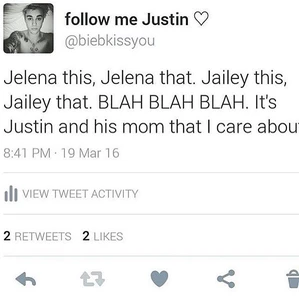 follow me Justin ♡
@biebkissyou
Jelena this, Jelena that. Jailey this,
Jailey that. BLAH BLAH BLAH. It's
Justin and his mom that I care abou
8:41 PM · 19 Mar 16
VIEW TWEET ACTIVITY
2 RETWEETS 2 LIKES